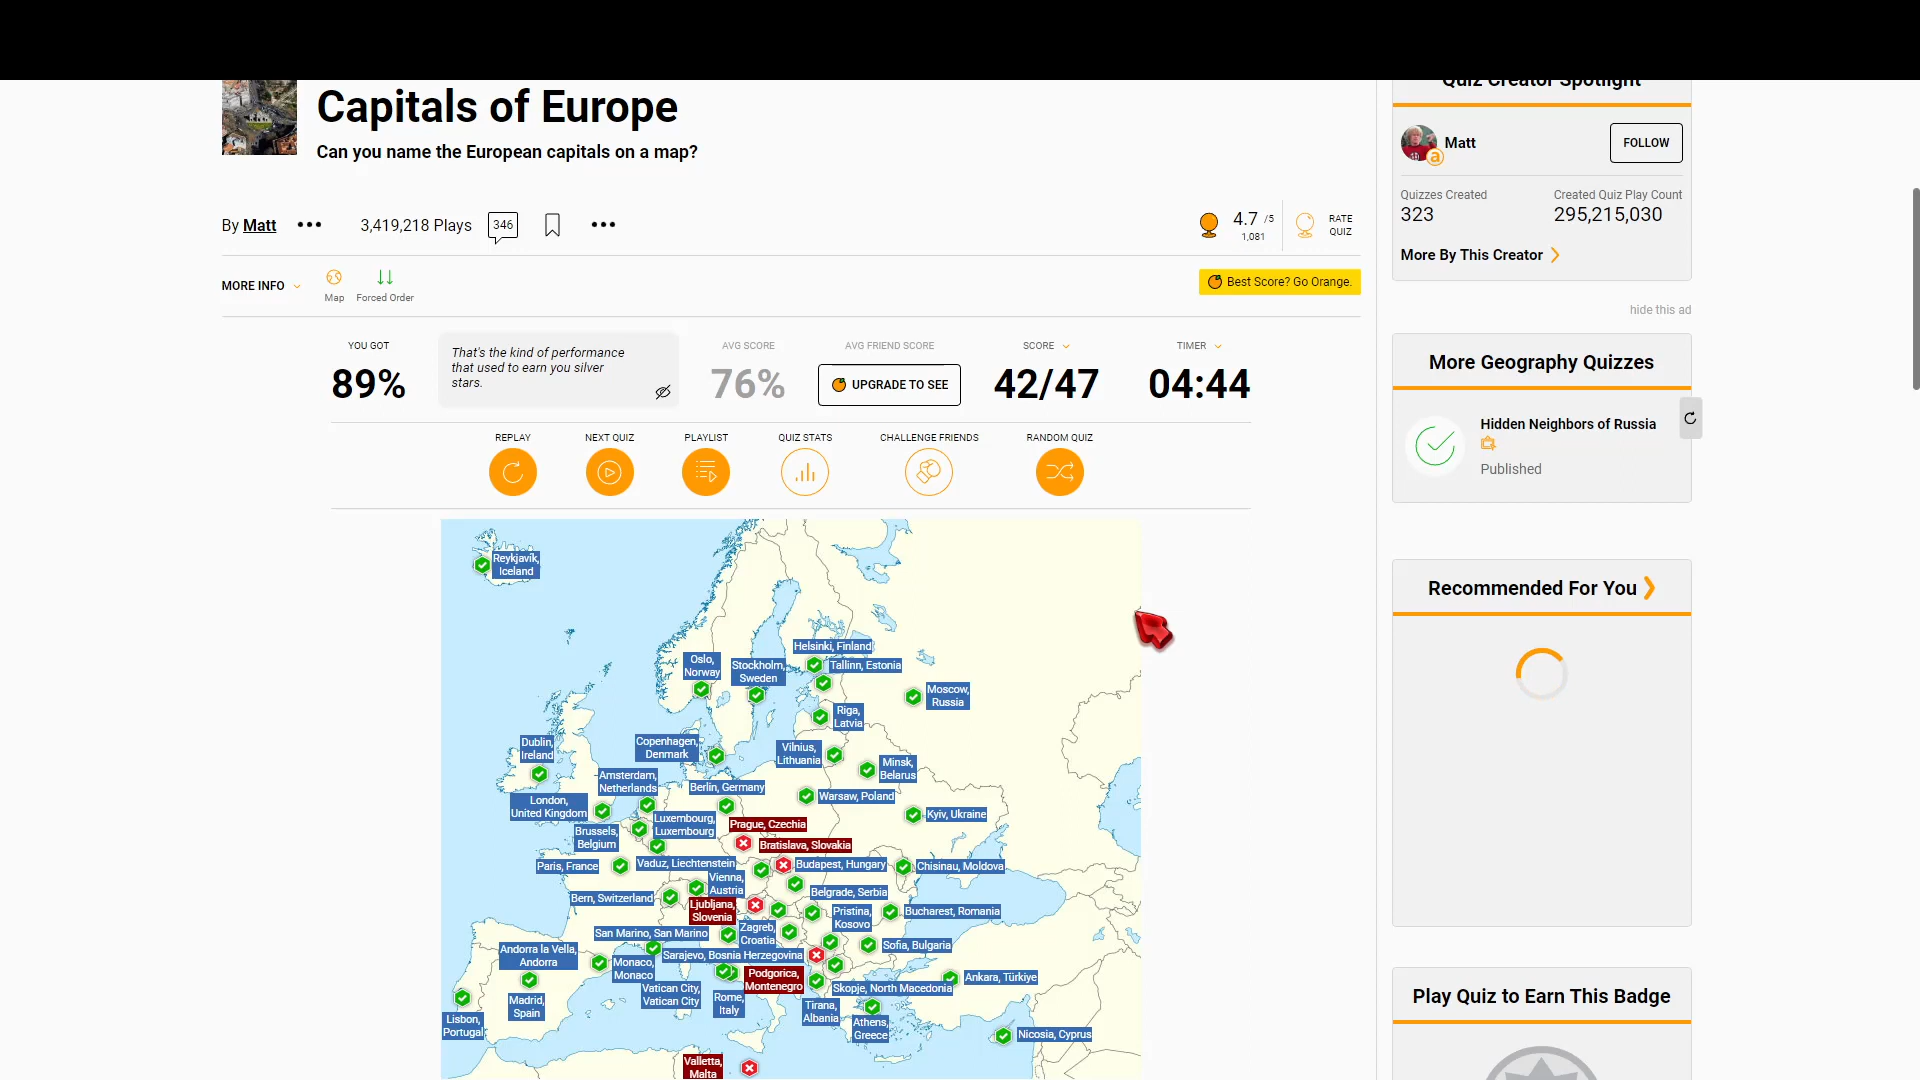 Quiz Creator Spotlight
Capitals of Europe
Can you name the European capitals on a map?
Matt
FOLLOW
Quizzes Created
Created Quiz Play Count
323
295,215,030
More By This Creator
By Matt
3,419,218 Plays
346
4.7 /5
1,081
RATE
QUIZ
MORE INFO
Map
Forced Order
Best Score? Go Orange.
hide this ad
YOU GOT
89%
That's the kind of performance
that used to earn you silver
stars.
AVG SCORE
76%
AVG FRIEND SCORE
UPGRADE TO SEE
SCORE
42/47
TIMER
04:44
More Geography Quizzes
Hidden Neighbors of Russia
Published
REPLAY
NEXT QUIZ
PLAYLIST
QUIZ STATS
CHALLENGE FRIENDS
RANDOM QUIZ
Recommended For You
Reykjavík,
Iceland
Helsinki, Finland
Oslo,
Norway
Stockholm,
Sweden
Tallinn, Estonia
Moscow,
Russia
Riga,
Latvia
Dublin,
Ireland
Copenhagen,
Denmark
Vilnius,
Lithuania
Minsk,
Belarus
Amsterdam,
Netherlands
Berlin, Germany
Warsaw, Poland
London,
United Kingdom
Kyiv, Ukraine
Luxembourg,
Luxembourg
Prague, Czechia
Brussels,
Belgium
Bratislava, Slovakia
Paris, France
Vaduz, Liechtenstein
Budapest, Hungary
Chisinau, Moldova
Vienna,
Austria
Bern, Switzerland
Belgrade, Serbia
Ljubljana,
Slovenia
Pristina,
Kosovo
Bucharest, Romania
San Marino, San Marino
Zagreb,
Croatia
Sofia, Bulgaria
Andorra la Vella,
Andorra
Sarajevo, Bosnia Herzegovina
Monaco,
Monaco
Podgorica,
Montenegro
Ankara, Türkiye
Skopje, North Macedonia
Vatican City,
Vatican City
Madrid,
Spain
Rome,
Italy
Tirana,
Albania
Lisbon,
Portugal
Athens,
Greece
Nicosia, Cyprus
Valletta,
Malta
Play Quiz to Earn This Badge